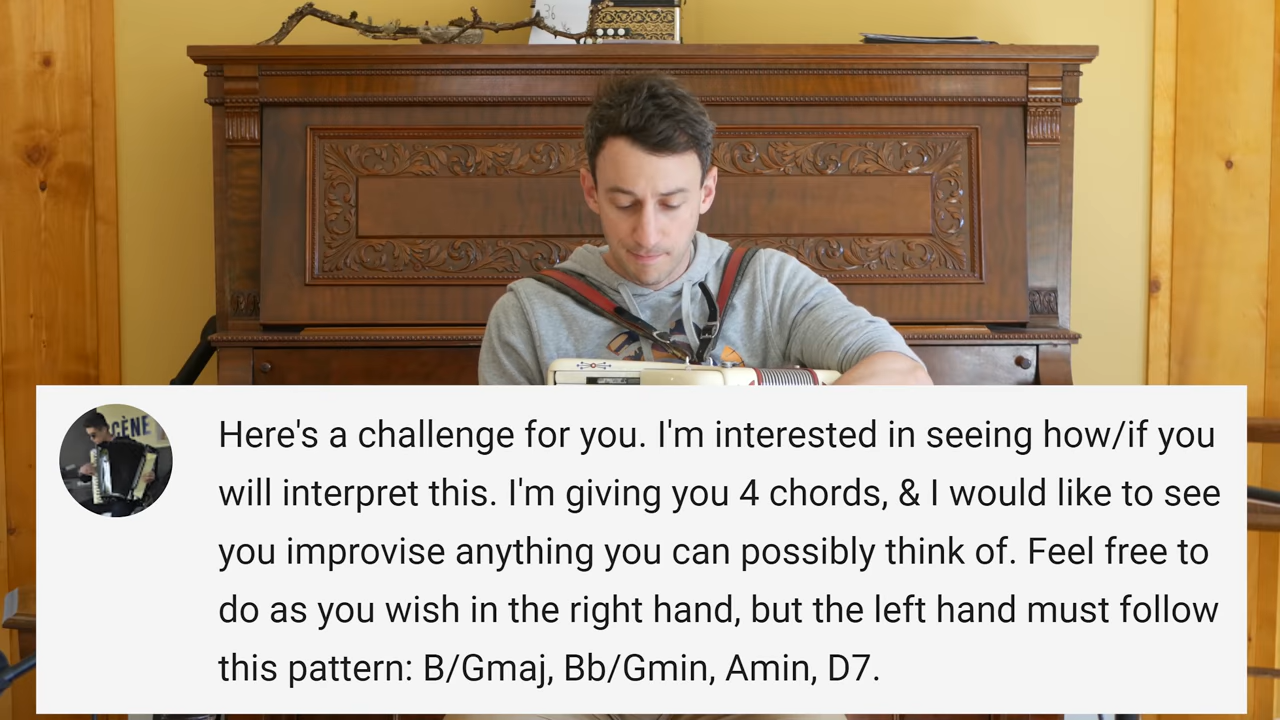 36
CÈNE
Here's a challenge for you. I'm interested in seeing how/if you
will interpret this. I'm giving you 4 chords, & I would like to see
you improvise anything you can possibly think of. Feel free to
do as you wish in the right hand, but the left hand must follow
this pattern: B/Gmaj, Bb/Gmin, Amin, D7.